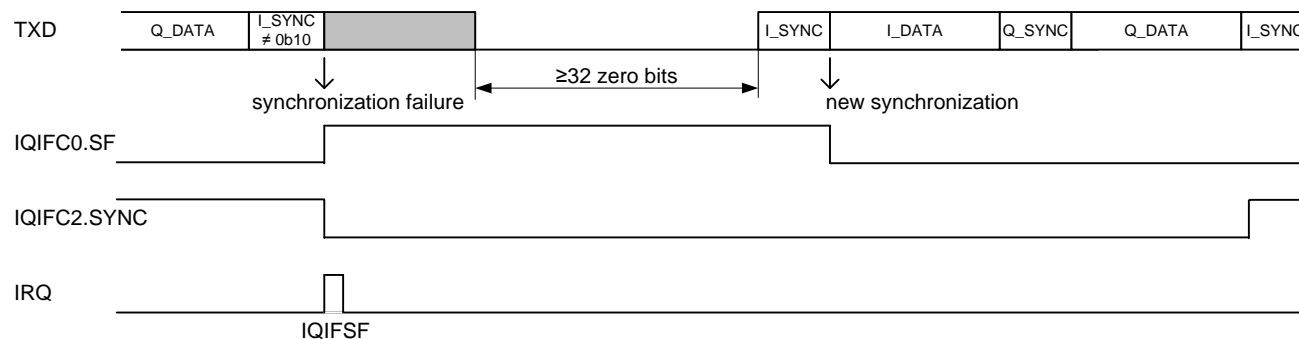 TXD
Q_DATA
I_SYNC
≠ 0b10
I_SYNC
I_DATA
Q_SYNC
Q_DATA
I_SYNC
≥32 zero bits
synchronization failure
new synchronization
IQIFC0.SF
IQIFC2.SYNC
IRQ
IQIFSF